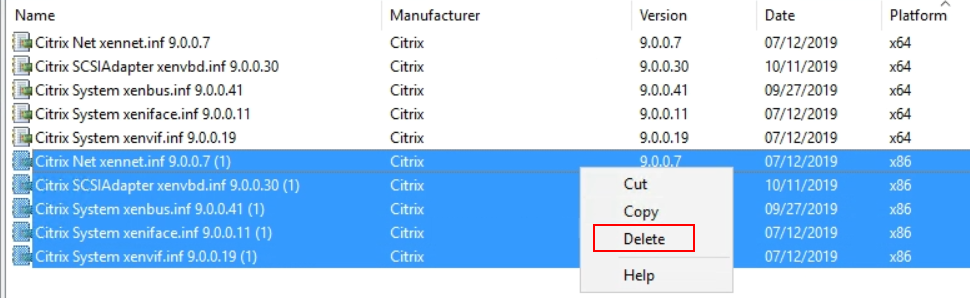 Name Manufacturer Version Date Platform
Citrix Net xennet.inf 9.0.0.7 Citrix 9.0.0.7 07/12/2019 x64
Citrix SCSIAdapter xenvbd.inf 9.0.0.30 Citrix 9.0.0.30 10/11/2019 x64
Citrix System xenbus.inf 9.0.0.41 Citrix 9.0.0.41 09/27/2019 x64
Citrix System xeniface.inf 9.0.0.11 Citrix 9.0.0.11 07/12/2019 x64
Citrix System xenvif.inf 9.0.0.19 Citrix 9.0.0.19 07/12/2019 x64
Citrix Net xennet.inf 9.0.0.7 (1) Citrix 9.0.0.7 07/12/2019 x86
Citrix SCSIAdapter xenvbd.inf 9.0.0.30 (1) Citrix 10/11/2019 x86
Citrix System xenbus.inf 9.0.0.41 (1) Citrix 09/27/2019 x86
Citrix System xeniface.inf 9.0.0.11 (1) Citrix 07/12/2019 x86
Citrix System xenvif.inf 9.0.0.19 (1) Citrix 07/12/2019 x86
Cut
Copy
Delete
Help